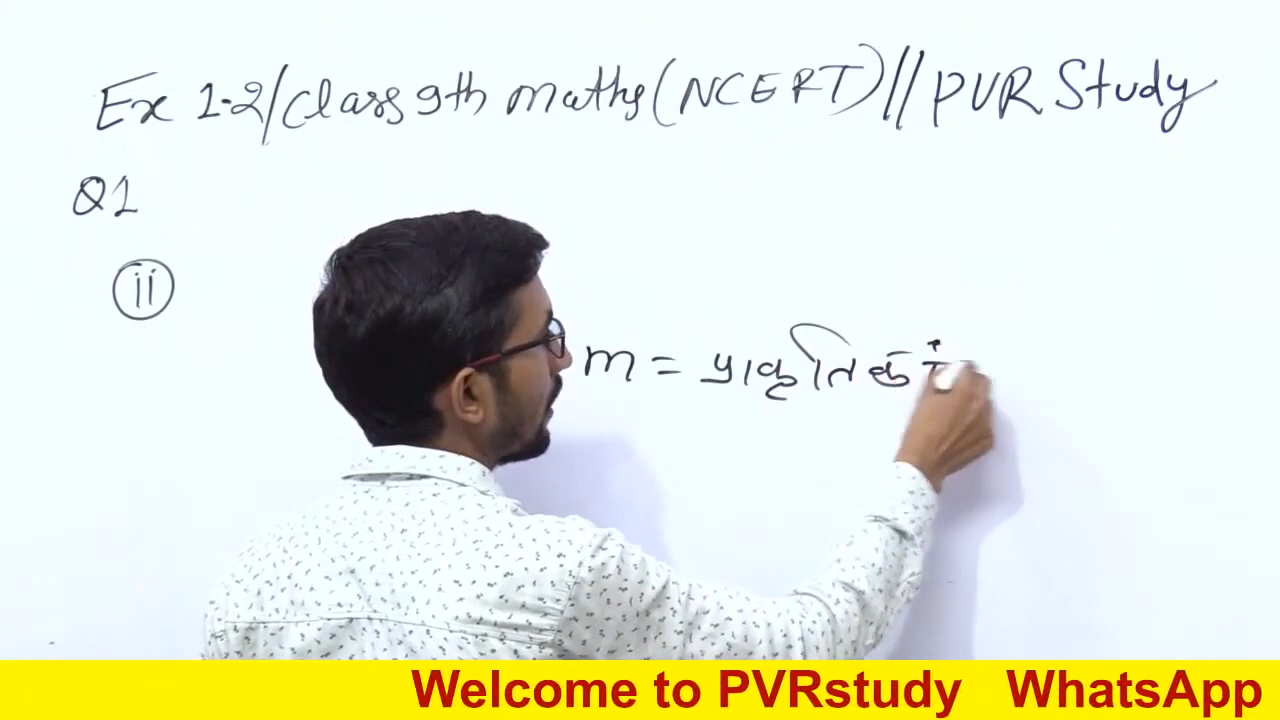 Ex 1.2/Class 9th maths (NCERT)//PVR Study
Q1
ii
m = प्राकृतिक
Welcome to PVRstudy WhatsApp